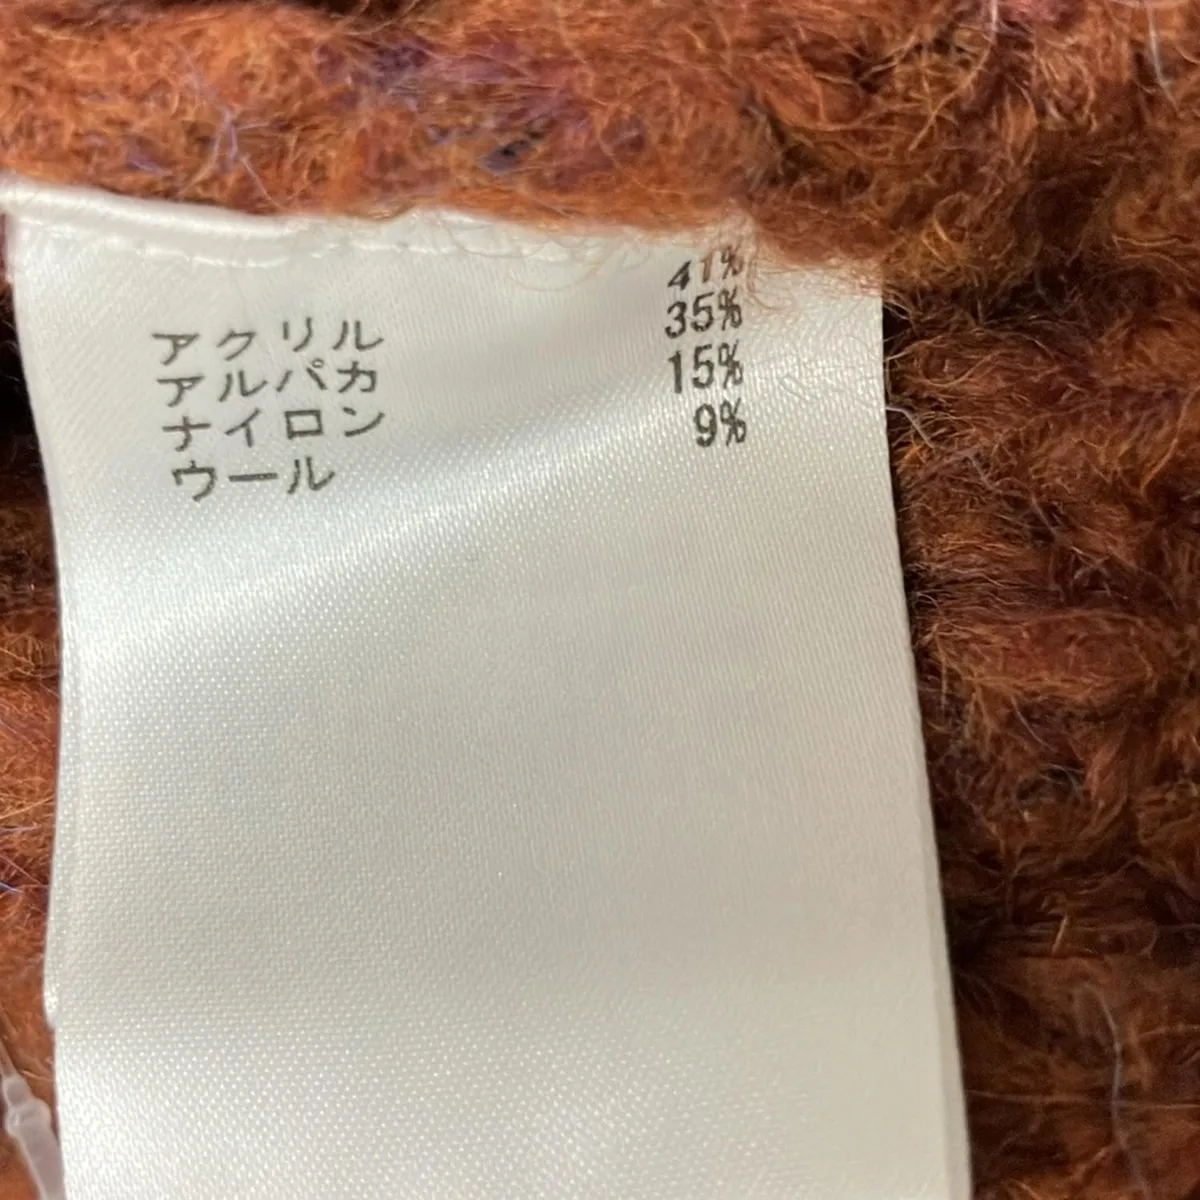 アクリル 41%
アルパカ 35%
ナイロン 15%
ウール 9%